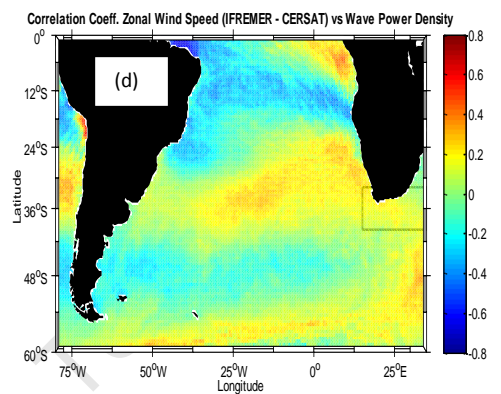 Correlation Coeff. Zonal Wind Speed (IFREMER - CERSAT) vs Wave Power Density
(d)
0°
12°S
24°S
36°S
48°S
60°S
Latitude
75°W
50°W
25°W
0°
25°E
Longitude
0.8
0.6
0.4
0.2
0
-0.2
-0.4
-0.6
-0.8